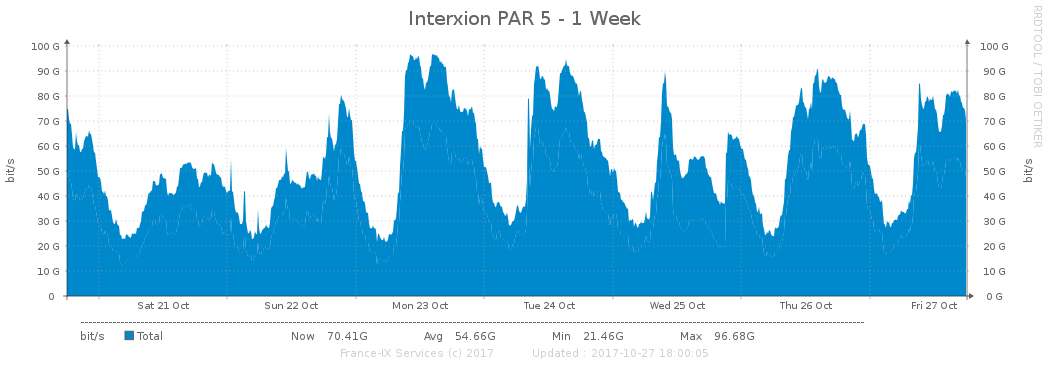 Interxion PAR 5 - 1 Week
RRDTOOL / TOBI OETIKER
bit/s
bit/s
100 G 100 G
90 G 90 G
80 G 80 G
70 G 70 G
60 G 60 G
50 G 50 G
40 G 40 G
30 G 30 G
20 G 20 G
10 G 10 G
0 0 G
Sat 21 Oct Sun 22 Oct Mon 23 Oct Tue 24 Oct Wed 25 Oct Thu 26 Oct Fri 27 Oct
bit/s Total Now 70.41G Avg 54.66G Min 21.46G Max 96.68G
France-IX Services (c) 2017 Updated : 2017-10-27 18:00:05